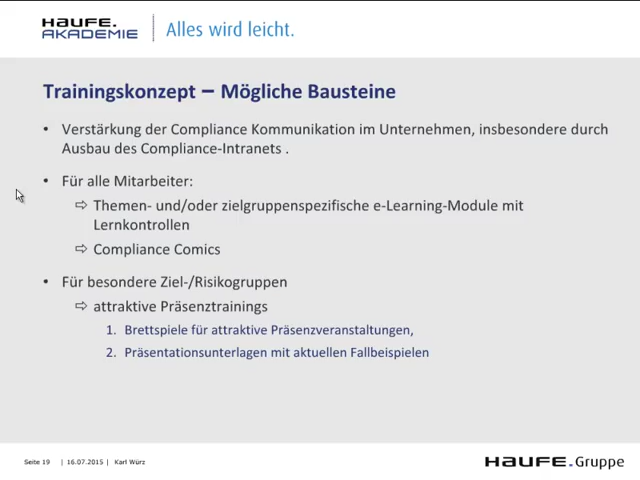 HAUFE.
AKADEMIE
Alles wird leicht.
Trainingskonzept – Mögliche Bausteine
• Verstärkung der Compliance Kommunikation im Unternehmen, insbesondere durch
Ausbau des Compliance-Intranets .
• Für alle Mitarbeiter:
⇨ Themen- und/oder zielgruppenspezifische e-Learning-Module mit
Lernkontrollen
⇨ Compliance Comics
• Für besondere Ziel-/Risikogruppen
⇨ attraktive Präsenztrainings
1. Brettspiele für attraktive Präsenzveranstaltungen,
2. Präsentationsunterlagen mit aktuellen Fallbeispielen
Seite 19 | 16.07.2015 | Karl Würz
HAUFE.Gruppe